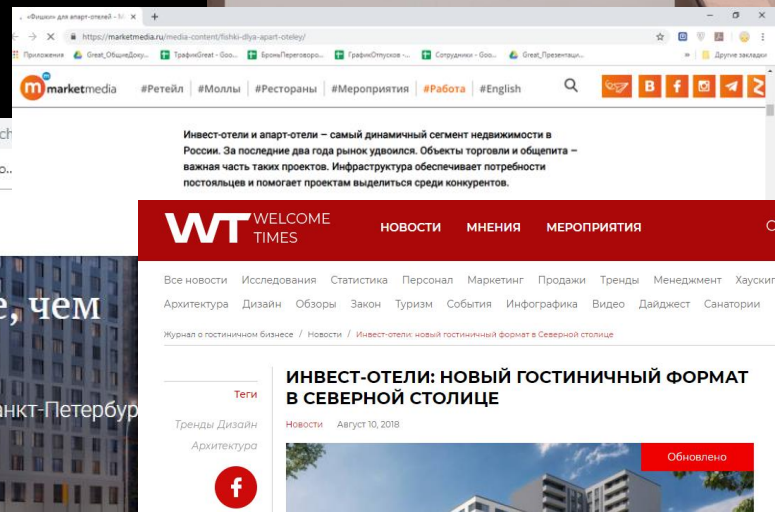 «Фишки» для апарт-отелей –
https://marketmedia.ru/media-content/fishki-dlya-apart-oteley/
Приложения Great_ОбщиеДоку... ТрафикGreat - Goo... БроньПереговоро... ГрафикОтпусков -... Сотрудники - Goo... Great_Презентаци... » Другие закладки
marketmedia #Ретейл #Моллы #Рестораны #Мероприятия #Работа #English
Инвест-отели и апарт-отели – самый динамичный сегмент недвижимости в
России. За последние два года рынок удвоился. Объекты торговли и общепита –
важная часть таких проектов. Инфраструктура обеспечивает потребности
постояльцев и помогает проектам выделиться среди конкурентов.
ch
о..
е, чем
анкт-Петербур
WT WELCOME
TIMES
НОВОСТИ МНЕНИЯ МЕРОПРИЯТИЯ
Все новости Исследования Статистика Персонал Маркетинг Продажи Тренды Менеджмент Хаускип
Архитектура Дизайн Обзоры Закон Туризм События Инфографика Видео Дайджест Санатории
Журнал о гостиничном бизнесе / Новости / Инвест-отели: новый гостиничный формат в Северной столице
Теги
Тренды Дизайн
Архитектура
ИНВЕСТ-ОТЕЛИ: НОВЫЙ ГОСТИНИЧНЫЙ ФОРМАТ
В СЕВЕРНОЙ СТОЛИЦЕ
Новости Август 10, 2018
Обновлено